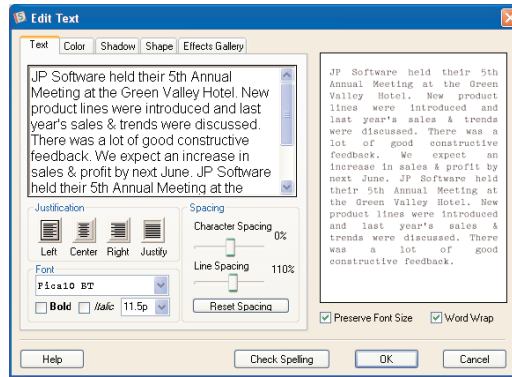 Edit Text
Text Color Shadow Shape Effects Gallery
JP Software held their 5th Annual
Meeting at the Green Valley Hotel. New
product lines were introduced and last
year's sales & trends were discussed.
There was a lot of good constructive
feedback. We expect an increase in
sales & profit by next June. JP Software
held their 5th Annual Meeting at the
Justification
Left Center Right Justify
Spacing
Character Spacing
0%
Line Spacing 110%
Reset Spacing
Font
Pica10 BT
Bold Italic 11.5p
JP Software held their 5th
Annual Meeting at the Green
Valley Hotel. New product
lines were introduced and
last year's sales & trends
were discussed. There was a
lot of good constructive
feedback. We expect an
increase in sales & profit by
next June. JP Software held
their 5th Annual Meeting at
the Green Valley Hotel. New
product lines were introduced
and last year's sales &
trends were discussed. There
was a lot of good
constructive feedback.
Preserve Font Size Word Wrap
Help Check Spelling OK Cancel